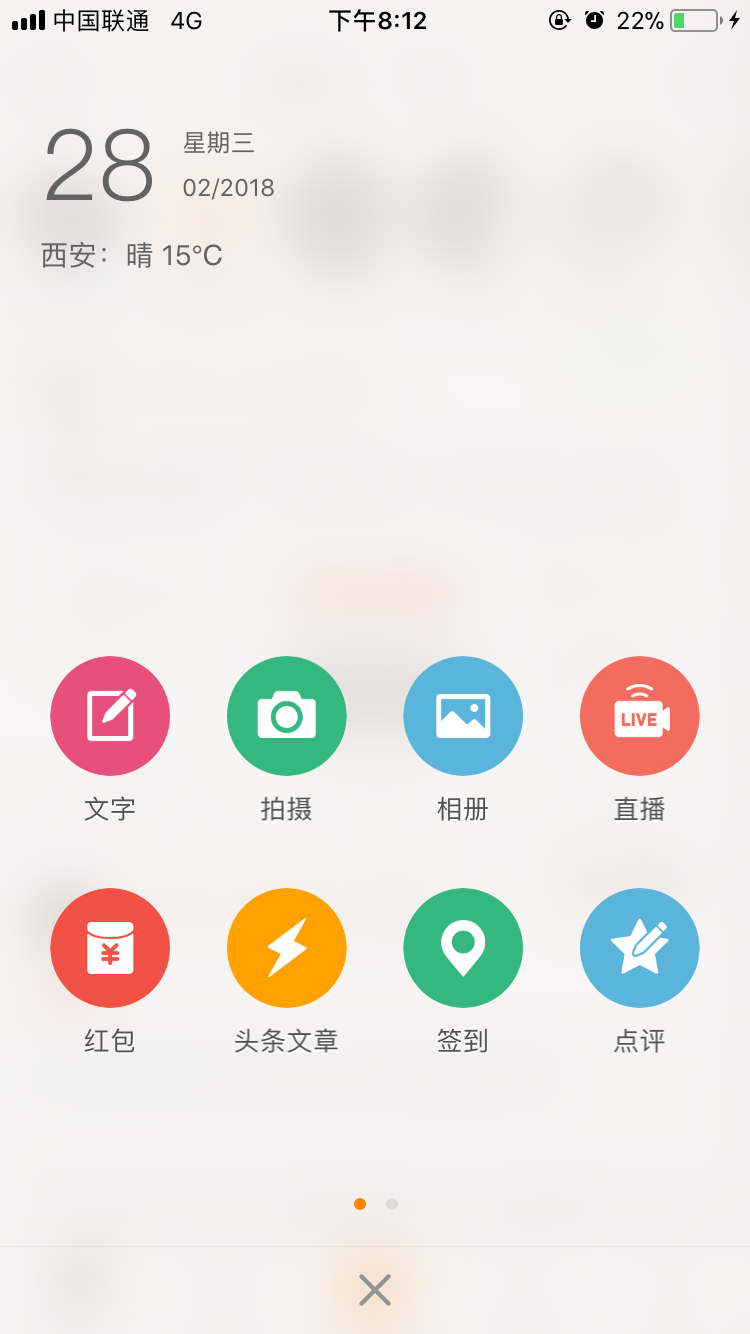 中国联通 4G 下午8:12 22%
28
星期三
02/2018
西安：晴 15°C
LIVE
文字 拍摄 相册 直播
¥
红包 头条文章 签到 点评